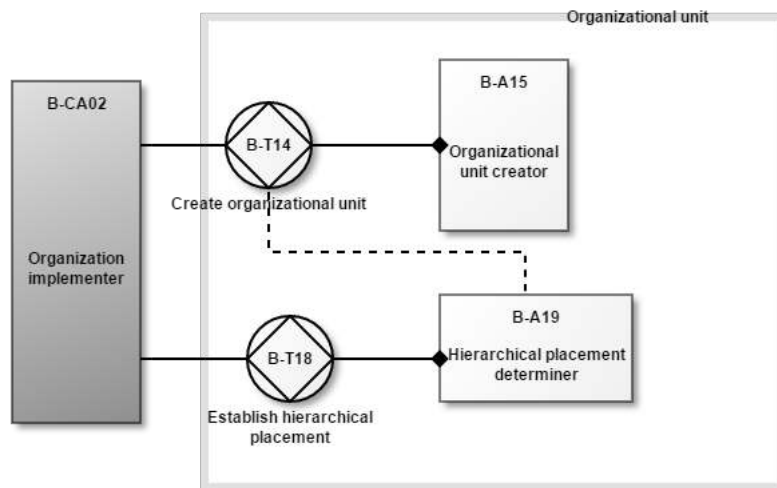 Organizational unit
B-CA02
Organization
implementer
B-T14
Create organizational unit
B-A15
Organizational
unit creator
B-T18
Establish hierarchical
placement
B-A19
Hierarchical placement
determiner